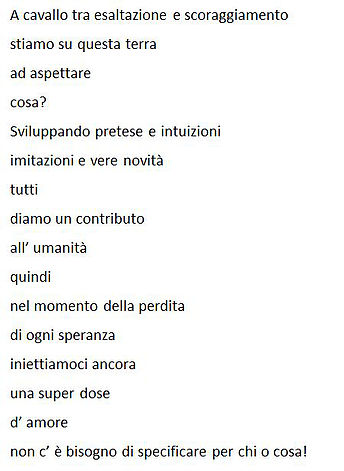 A cavallo tra esaltazione e scoraggiamento
stiamo su questa terra
ad aspettare
cosa?
Sviluppando pretese e intuizioni
imitazioni e vere novità
tutti
diamo un contributo
all’ umanità
quindi
nel momento della perdita
di ogni speranza
iniettiamoci ancora
una super dose
d’ amore
non c’ è bisogno di specificare per chi o cosa!